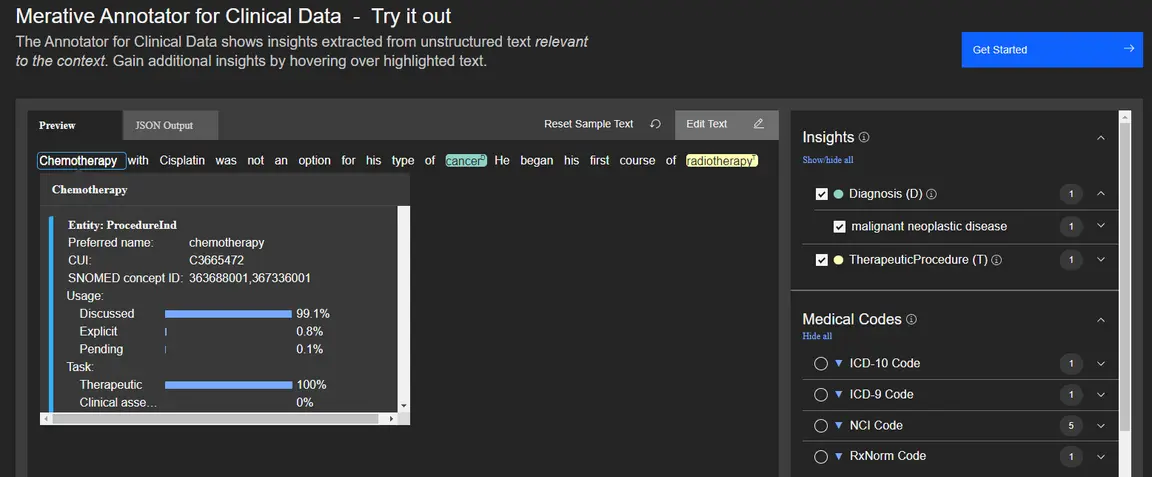 Merative Annotator for Clinical Data - Try it out
The Annotator for Clinical Data shows insights extracted from unstructured text relevant
to the context. Gain additional insights by hovering over highlighted text.
Get Started
Preview
JSON Output
Reset Sample Text
Edit Text
Chemotherapy with Cisplatin was not an option for his type of cancer He began his first course of radiotherapy
Chemotherapy
Entity: ProcedureInd
Preferred name: chemotherapy
CUI: C3665472
SNOMED concept ID: 363688001,367336001
Usage:
Discussed 99.1%
Explicit 0.8%
Pending 0.1%
Task:
Therapeutic 100%
Clinical asse... 0%
Insights
Show/hide all
Diagnosis (D) 1
malignant neoplastic disease 1
TherapeuticProcedure (T) 1
Medical Codes
Hide all
ICD-10 Code 1
ICD-9 Code 1
NCI Code 5
RxNorm Code 1